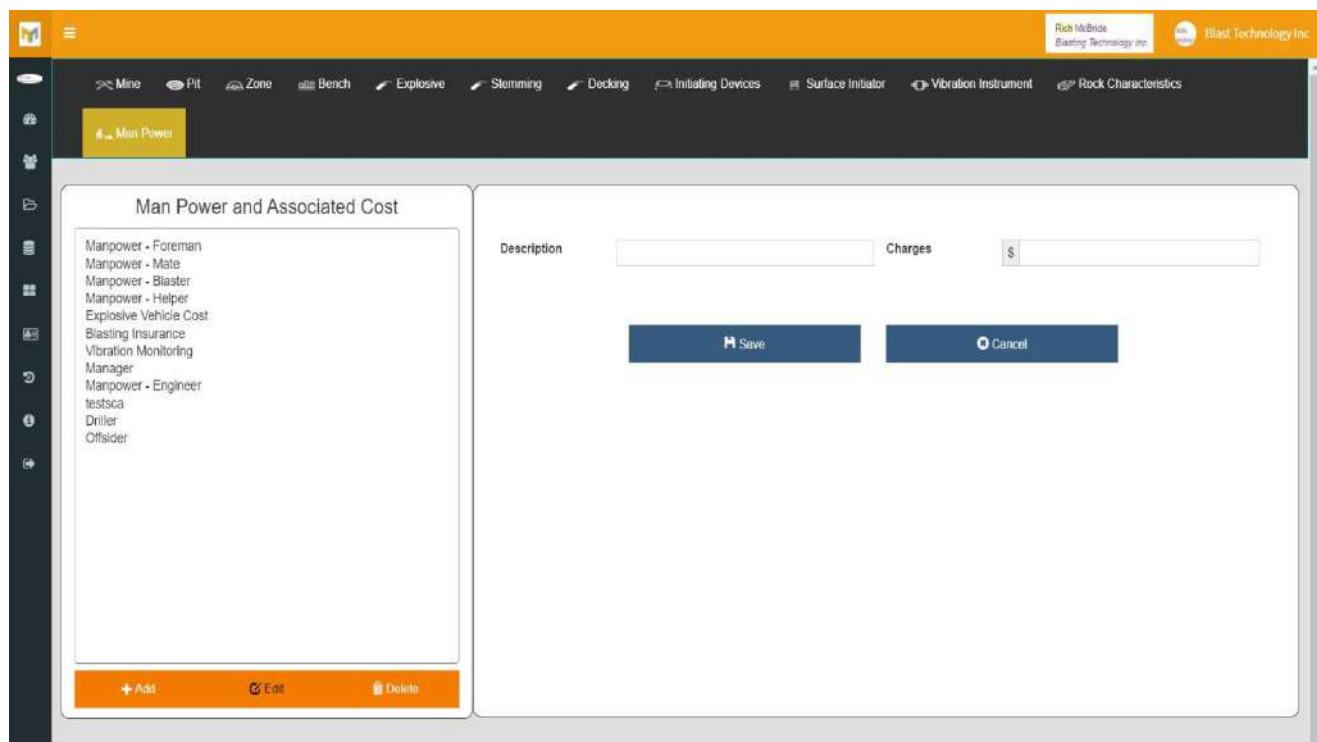 Rich McBride
Blasting Technology Inc
Blast Technology Inc
Mine Pit Zone Bench Explosive Stemming Decking Initiating Devices Surface Initiator Vibration Instrument Rock Characteristics
Man Power
Man Power and Associated Cost
Manpower - Foreman
Manpower - Mate
Manpower - Blaster
Manpower - Helper
Explosive Vehicle Cost
Blasting Insurance
Vibration Monitoring
Manager
Manpower - Engineer
testsca
Driller
Offsider
Add Edit Delete
Description Charges $
Save Cancel